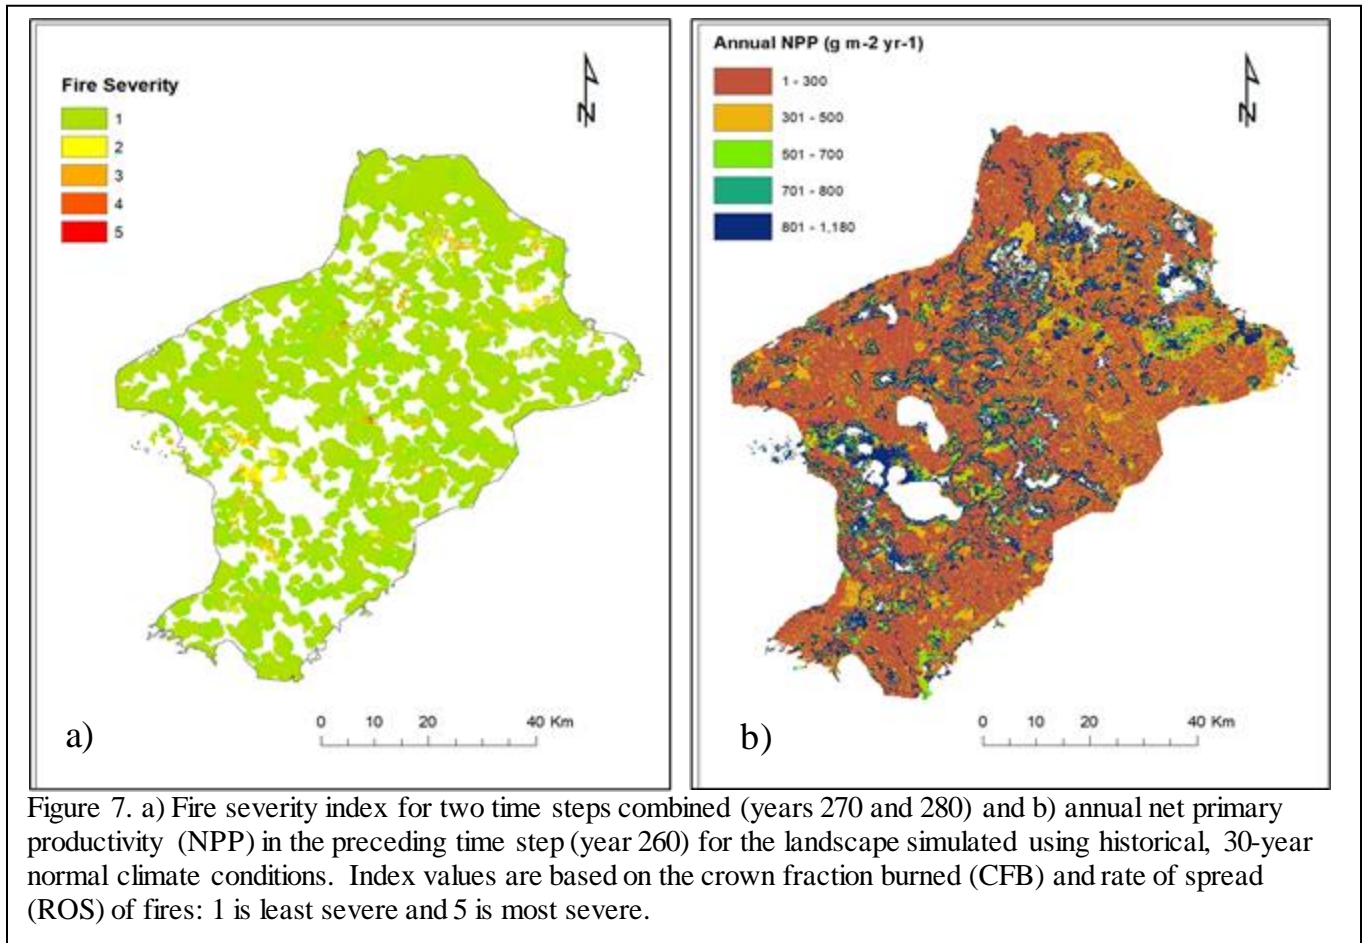 Fire Severity
1
2
3
4
5
N
0 10 20 40 Km
a)
Annual NPP (g m-2 yr-1)
1 - 300
301 - 500
501 - 700
701 - 800
801 - 1,180
N
0 10 20 40 Km
b)
Figure 7. a) Fire severity index for two time steps combined (years 270 and 280) and b) annual net primary
productivity (NPP) in the preceding time step (year 260) for the landscape simulated using historical, 30-year
normal climate conditions. Index values are based on the crown fraction burned (CFB) and rate of spread
(ROS) of fires: 1 is least severe and 5 is most severe.